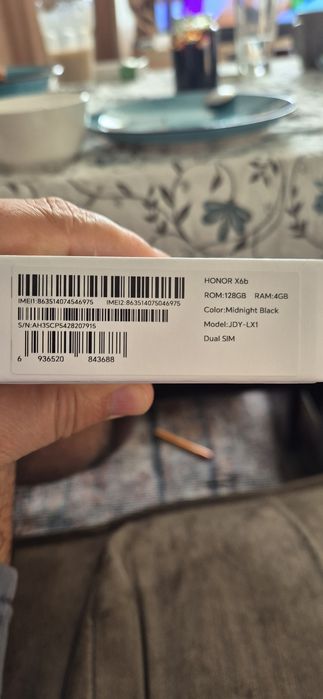 IMEI1:863514074546975 IMEI2:863514075046975
S/N:AH3SCP5428207915
6 936520 843688
HONOR X6b
ROM:128GB RAM:4GB
Color:Midnight Black
Model:JDY-LX1
Dual SIM